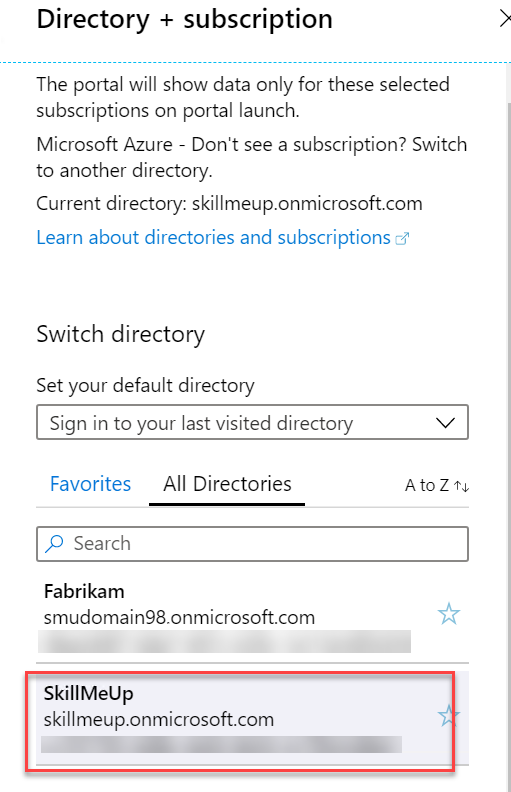 Directory + subscription
The portal will show data only for these selected
subscriptions on portal launch.
Microsoft Azure - Don't see a subscription? Switch
to another directory.
Current directory: skillmeup.onmicrosoft.com
Learn about directories and subscriptions
Switch directory
Set your default directory
Sign in to your last visited directory
Favorites All Directories A to Z ↑↓
Search
Fabrikam
smudomain98.onmicrosoft.com
SkillMeUp
skillmeup.onmicrosoft.com